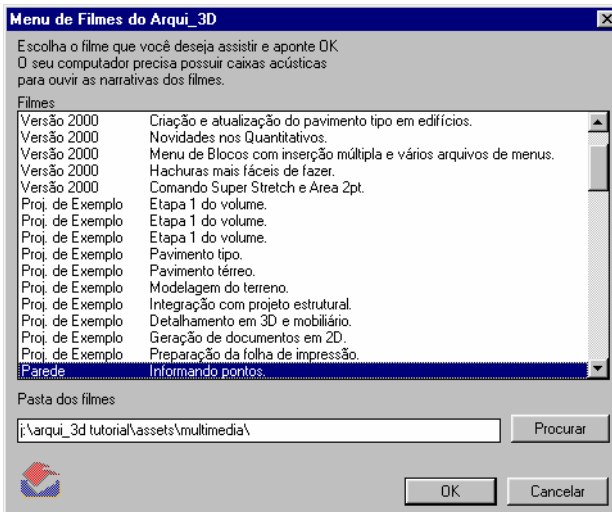 Menu de Filmes do Arqui_3D
Escolha o filme que você deseja assistir e aponte OK
O seu computador precisa possuir caixas acústicas
para ouvir as narrativas dos filmes.
Filmes
Versão 2000 Criação e atualização do pavimento tipo em edifícios.
Versão 2000 Novidades nos Quantitativos.
Versão 2000 Menu de Blocos com inserção múltipla e vários arquivos de menus.
Versão 2000 Hachuras mais fáceis de fazer.
Versão 2000 Comando Super Stretch e Area 2pt.
Proj. de Exemplo Etapa 1 do volume.
Proj. de Exemplo Etapa 1 do volume.
Proj. de Exemplo Etapa 1 do volume.
Proj. de Exemplo Pavimento tipo.
Proj. de Exemplo Pavimento térreo.
Proj. de Exemplo Modelagem do terreno.
Proj. de Exemplo Integração com projeto estrutural.
Proj. de Exemplo Detalhamento em 3D e mobiliário.
Proj. de Exemplo Geração de documentos em 2D.
Proj. de Exemplo Preparação da folha de impressão.
Parede Informando pontos.
Pasta dos filmes
j:\arqui_3d tutorial\assets\multimedia\
Procurar
OK
Cancelar